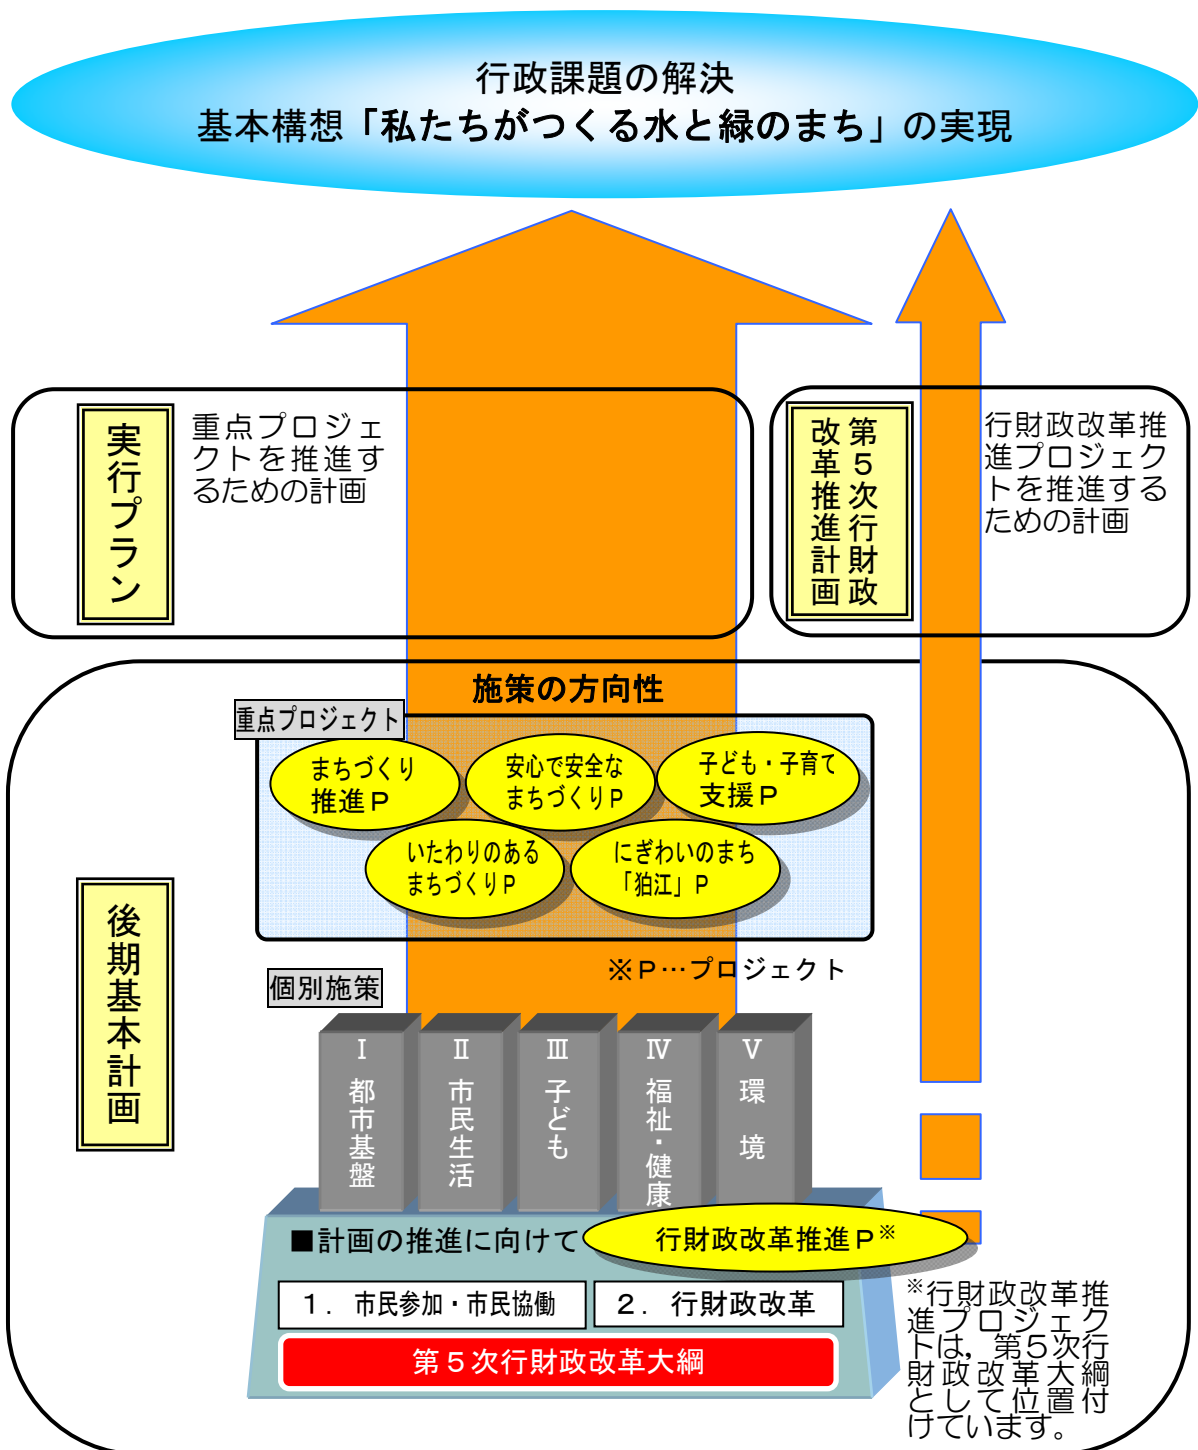 行政課題の解決
基本構想「私たちがつくる水と緑のまち」の実現
実行プラン
重点プロジェ
クトを推進す
るための計画
第５次行財政
改革推進計画
行財政改革推
進プロジェク
トを推進する
ための計画
施策の方向性
重点プロジェクト
まちづくり
推進Ｐ
安心で安全な
まちづくりＰ
子ども・子育て
支援Ｐ
いたわりのある
まちづくりＰ
にぎわいのまち
「狛江」Ｐ
後期基本計画
※Ｐ…プロジェクト
個別施策
Ⅰ 都市基盤
Ⅱ 市民生活
Ⅲ 子ども
Ⅳ 福祉・健康
Ⅴ 環境
■計画の推進に向けて
行財政改革推進Ｐ※
１．市民参加・市民協働
２．行財政改革
第５次行財政改革大綱
※行財政改革推
進プロジェク
トは，第5次行
財政改革大綱
として位置付
けています。